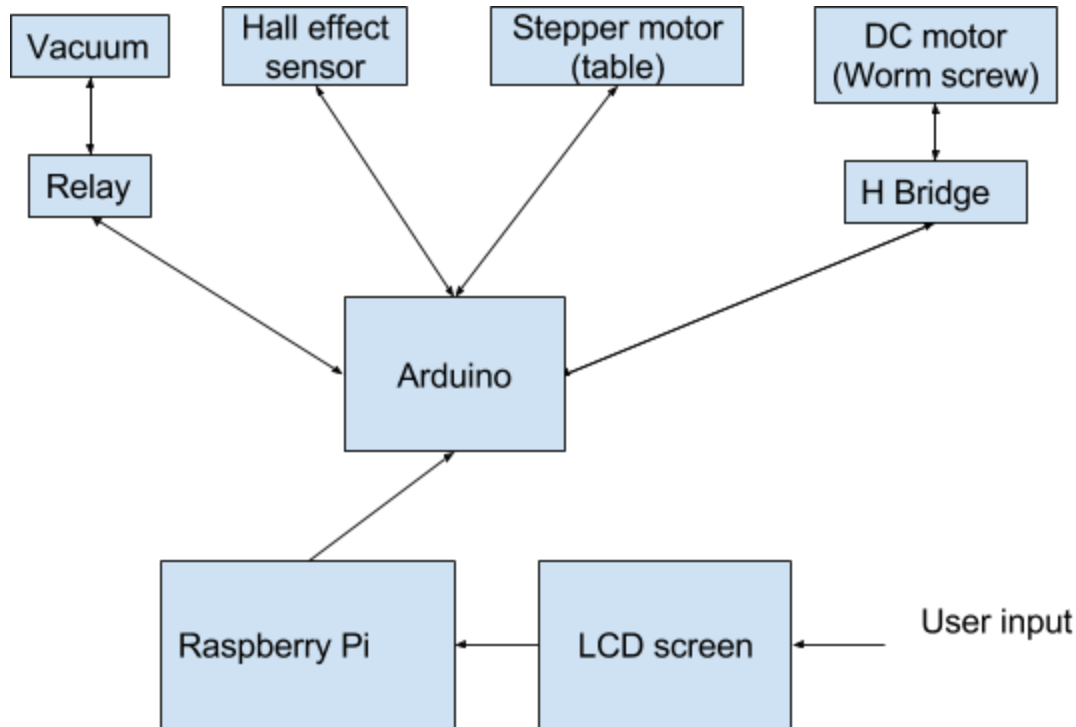 Vacuum
Hall effect
sensor
Stepper motor
(table)
DC motor
(Worm screw)
Relay
H Bridge
Arduino
Raspberry Pi
LCD screen
User input